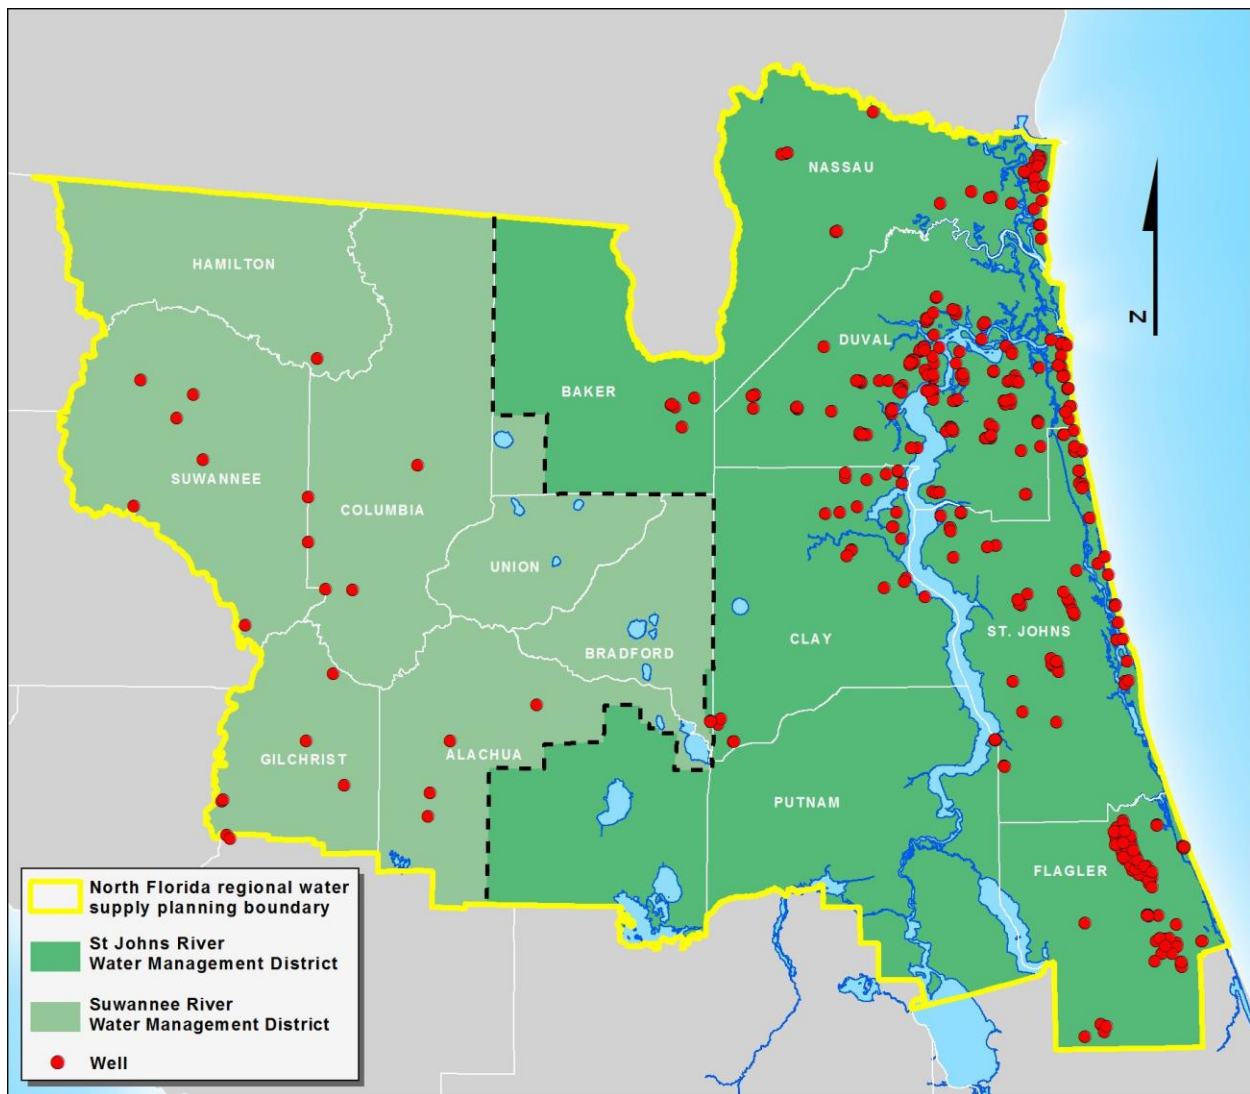 NASSAU
HAMILTON
DUVAL
BAKER
SUWANNEE
COLUMBIA
UNION
BRADFORD
CLAY
ST. JOHNS
GILCHRIST
ALACHUA
PUTNAM
FLAGLER
N
North Florida regional water
supply planning boundary
St Johns River
Water Management District
Suwannee River
Water Management District
Well